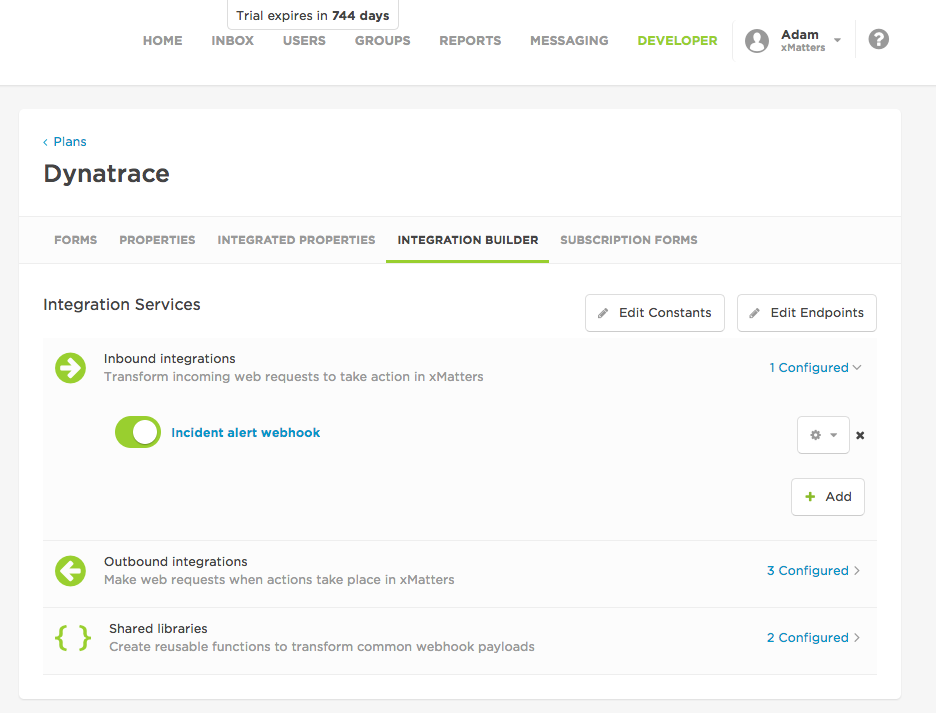 Trial expires in 744 days
HOME INBOX USERS GROUPS REPORTS MESSAGING DEVELOPER Adam
xMatters
?
‹ Plans
Dynatrace
FORMS PROPERTIES INTEGRATED PROPERTIES INTEGRATION BUILDER SUBSCRIPTION FORMS
Integration Services Edit Constants Edit Endpoints
Inbound integrations
Transform incoming web requests to take action in xMatters
1 Configured
Incident alert webhook
+ Add
Outbound integrations
Make web requests when actions take place in xMatters
3 Configured
{ } Shared libraries
Create reusable functions to transform common webhook payloads
2 Configured